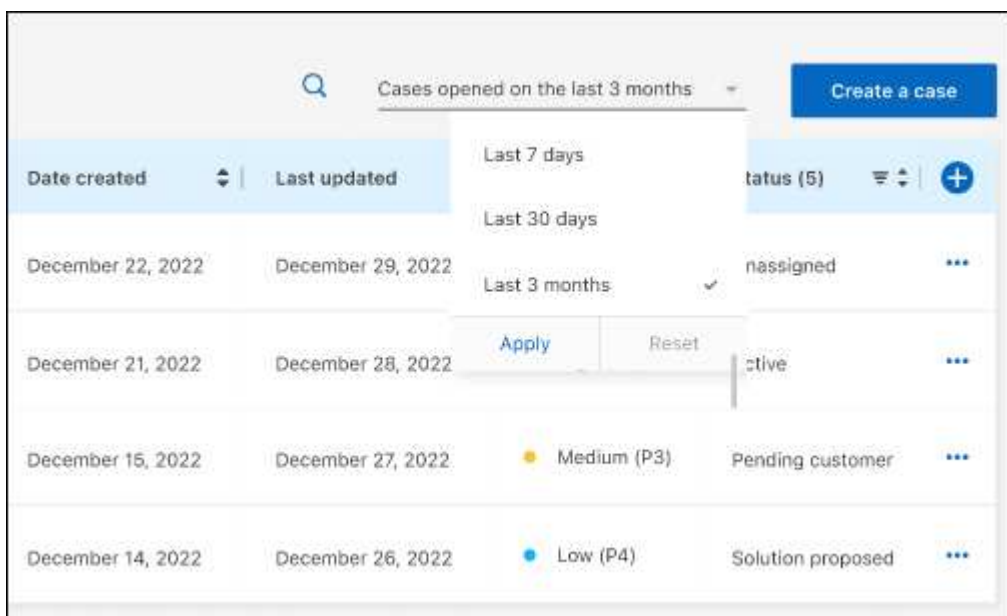 Cases opened on the last 3 months
Create a case
Last 7 days
Date created
Last updated
tatus (5)
Last 30 days
December 22, 2022
December 29, 2022
nassigned
Last 3 months
Apply
Reset
December 21, 2022
December 28, 2022
ctive
December 15, 2022
December 27, 2022
Medium (P3)
Pending customer
December 14, 2022
December 26, 2022
Low (P4)
Solution proposed